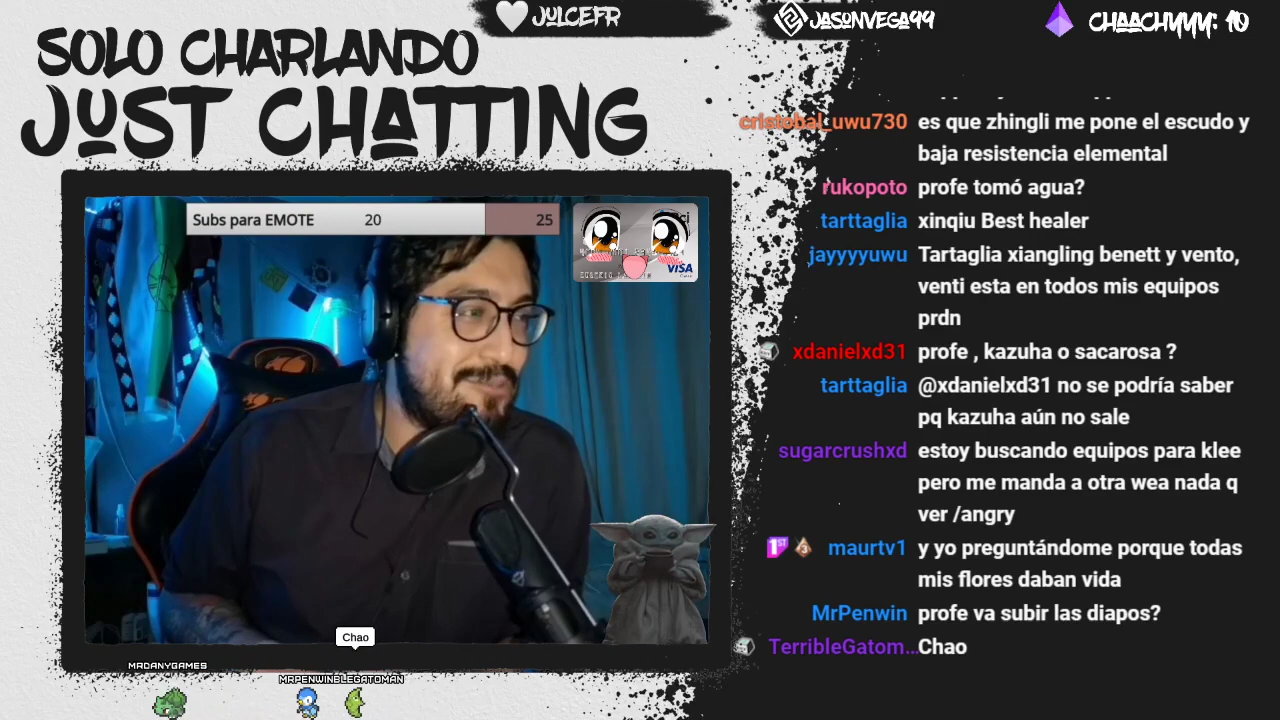 JULCEFR
JASONVEGA99
CHAACHYYY: 10
SOLO CHARLANDO
JUST CHATTING
Subs para EMOTE 20 25
VISA
cristobal_uwu730 es que zhingli me pone el escudo y
baja resistencia elemental
rukopoto profe tomó agua?
tarttaglia xinqiu Best healer
jayyyyuwu Tartaglia xiangling benett y vento,
venti esta en todos mis equipos
prdn
xdanielxd31 profe , kazuha o sacarosa ?
tarttaglia @xdanielxd31 no se podría saber
pq kazuha aún no sale
sugarcrushxd estoy buscando equipos para klee
pero me manda a otra wea nada q
ver /angry
1ST 3 maurtv1 y yo preguntándome porque todas
mis flores daban vida
MrPenwin profe va subir las diapos?
TerribleGatom...Chao
Chao
MRDANYGAMES
MRPENWINBLEGATOMAN